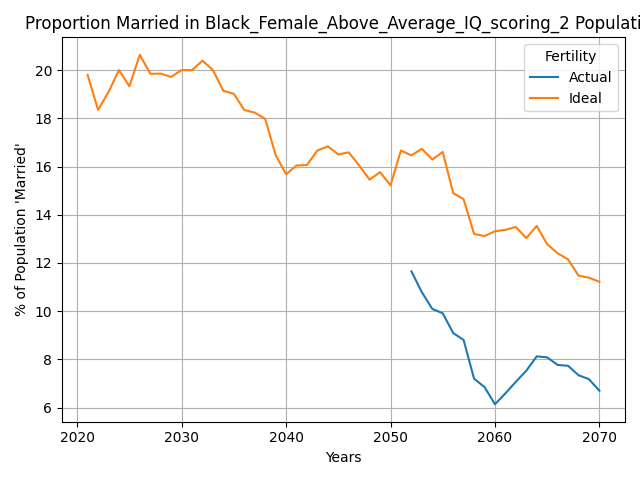 Proportion Married in Black_Female_Above_Average_IQ_scoring_2 Populati
% of Population 'Married'
20
18
16
14
12
10
8
6
Fertility
Actual
Ideal
2020 2030 2040 2050 2060 2070
Years